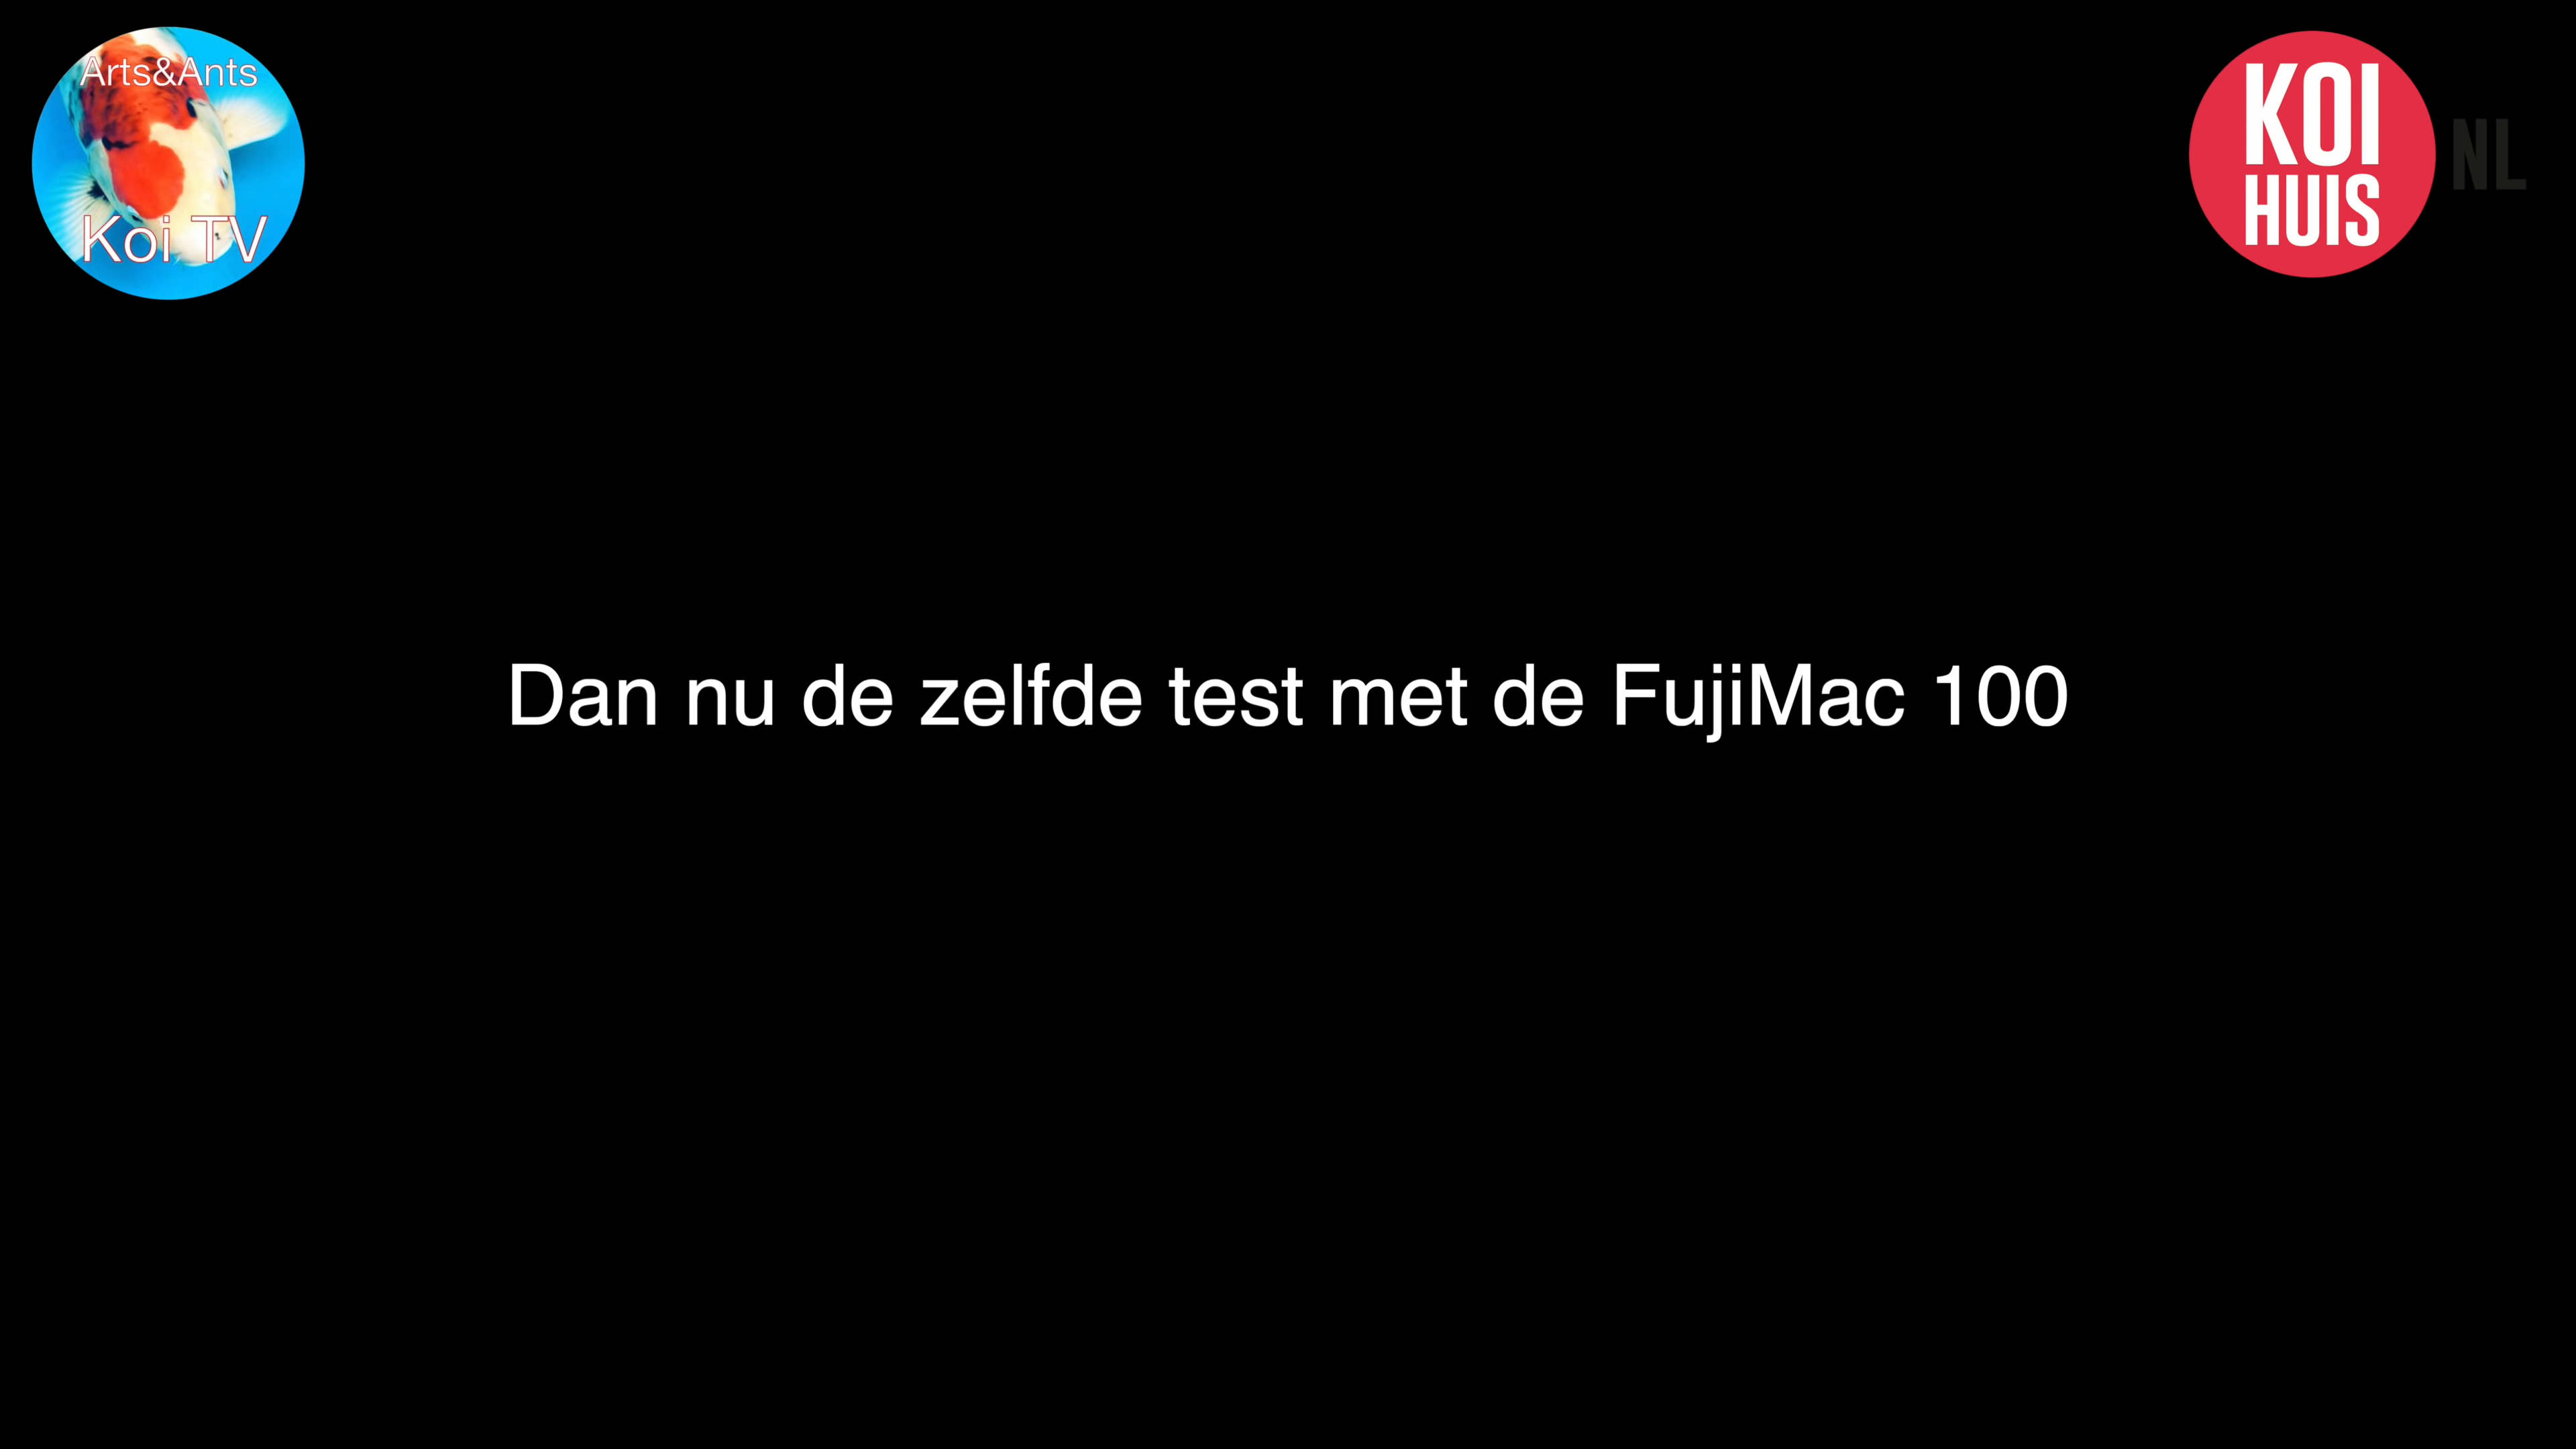 Arts&Ants
Koi TV
KOI
HUIS
NL
Dan nu de zelfde test met de FujiMac 100